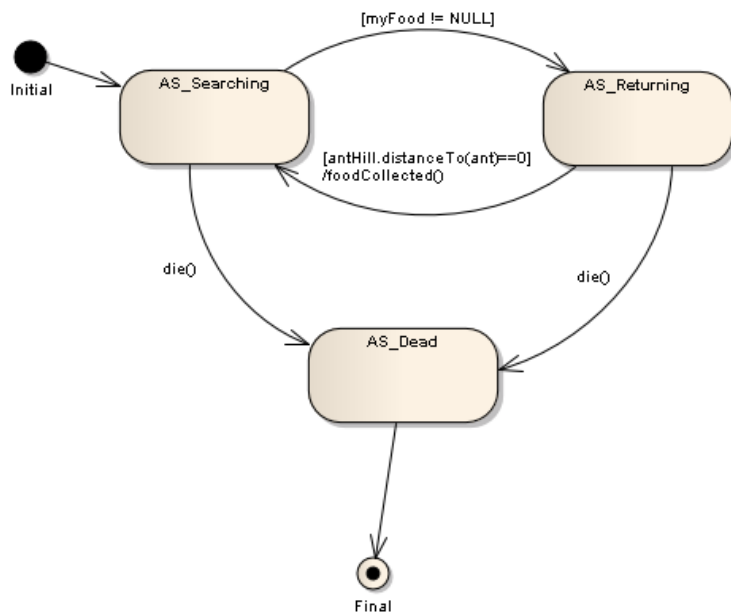 [myFood != NULL]
AS_Searching
AS_Returning
Initial
[antHill.distanceTo(ant)==0]
/foodCollected()
die()
die()
AS_Dead
Final